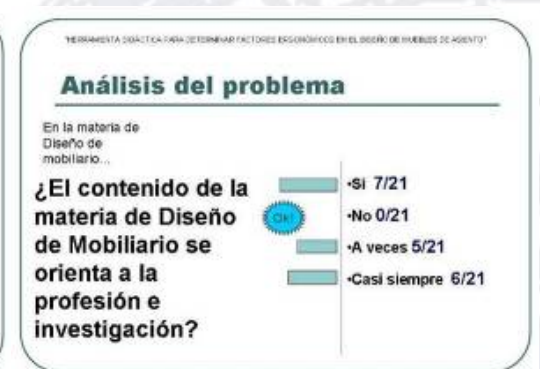 "HERRAMIENTA DIDÁCTICA PARA DETERMINAR FACTORES ERGONÓMICOS EN EL DISEÑO DE MUEBLES DE ASIENTO"
Análisis del problema
En la materia de
Diseño de
mobiliario...
¿El contenido de la
materia de Diseño
de Mobiliario se
orienta a la
profesión e
investigación?
•Si 7/21
Ok!
•No 0/21
•A veces 5/21
•Casi siempre 6/21